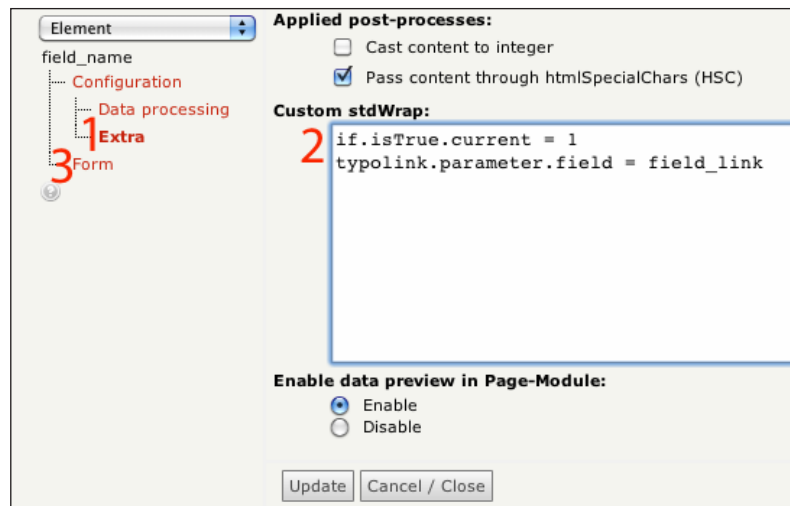 Element
field_name
Configuration
Data processing
1 Extra
3 Form
Applied post-processes:
Cast content to integer
Pass content through htmlSpecialChars (HSC)
Custom stdWrap:
2 if.isTrue.current = 1
typolink.parameter.field = field_link
Enable data preview in Page-Module:
Enable
Disable
Update Cancel / Close